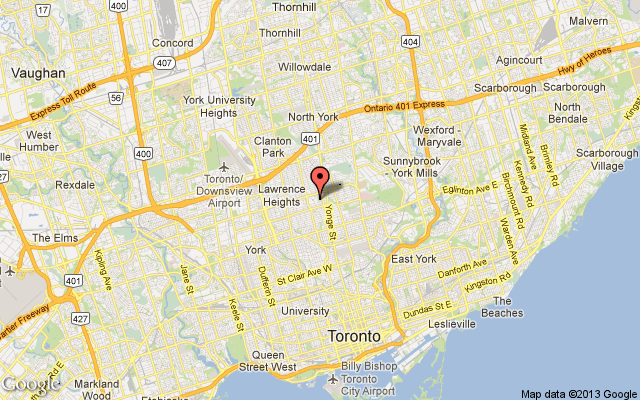 Thornhill
Malvern
Concord
Thornhill
404
Agincourt
407
Vaughan
400
Willowdale
Hwy of Heroes
Express Toll Route
56
York University
Heights
Scarborough
Scarborough
Ontario 401 Express
North York
North
Bendale
West
Humber
400
401
Clanton
Park
Wexford -
Maryvale
Midland Ave
Brimley Rd
Scarborough
Village
Kennedy Rd
Birchmount Rd
Warden Ave
Rexdale
Toronto/
Downsview
Airport
Lawrence
Heights
Sunnybrook
- York Mills
Eglinton Ave E
Yonge St
The Elms
York
Kipling Ave
Jane St
Dufferin St
Keele St
St Clair Ave W
East York
Danforth Ave
Kingston Rd
427
University
Dundas St E
The
Beaches
Leslieville
Toronto
Queen
Street West
Billy Bishop
Toronto
City Airport
Markland
Wood
Etobicoke
Google
Map data ©2013 Google